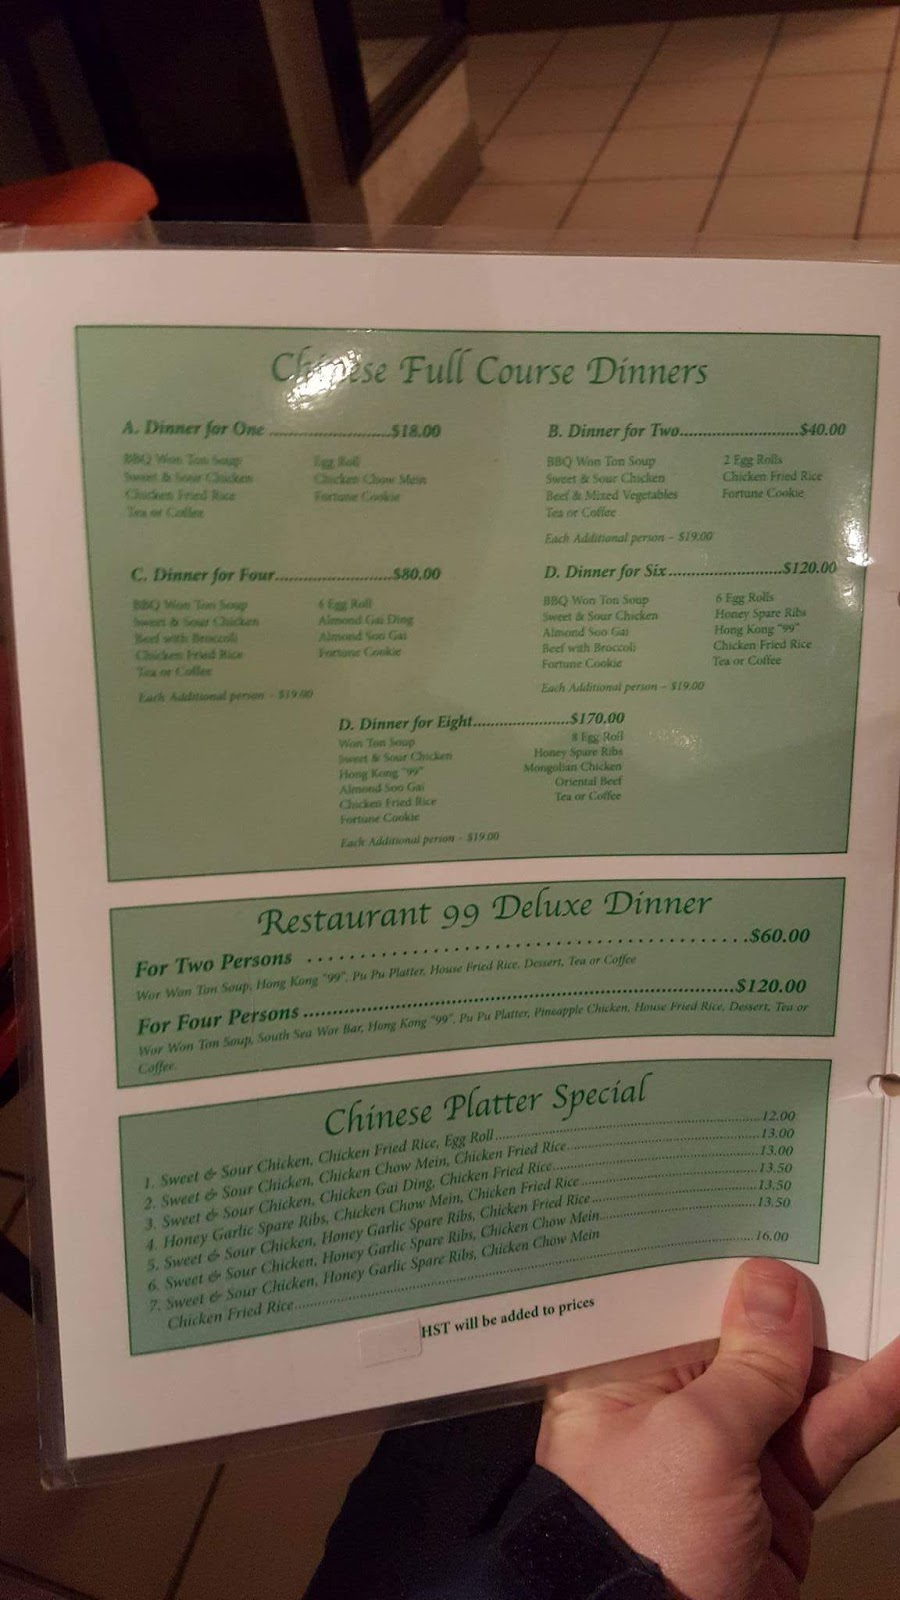 Chinese Full Course Dinners
A. Dinner for One ..............................$18.00
BBQ Won Ton Soup
Sweet & Sour Chicken
Chicken Fried Rice
Tea or Coffee
Egg Roll
Chicken Chow Mein
Fortune Cookie
B. Dinner for Two..............................$40.00
BBQ Won Ton Soup
Sweet & Sour Chicken
Beef & Mixed Vegetables
Tea or Coffee
2 Egg Rolls
Chicken Fried Rice
Fortune Cookie
Each Additional person - $19.00
C. Dinner for Four.............................$80.00
BBQ Won Ton Soup
Sweet & Sour Chicken
Beef with Broccoli
Chicken Fried Rice
Tea or Coffee
6 Egg Roll
Almond Gai Ding
Almond Soo Gai
Fortune Cookie
Each Additional person - $19.00
D. Dinner for Six.............................$120.00
BBQ Won Ton Soup
Sweet & Sour Chicken
Almond Soo Gai
Beef with Broccoli
Fortune Cookie
6 Egg Rolls
Honey Spare Ribs
Hong Kong "99"
Chicken Fried Rice
Tea or Coffee
Each Additional person - $19.00
D. Dinner for Eight........................$170.00
Won Ton Soup
Sweet & Sour Chicken
Hong Kong "99"
Almond Soo Gai
Chicken Fried Rice
Fortune Cookie
8 Egg Roll
Honey Spare Ribs
Mongolian Chicken
Oriental Beef
Tea or Coffee
Each Additional person - $19.00
Restaurant 99 Deluxe Dinner
For Two Persons ..........................................$60.00
Wor Won Ton Soup, Hong Kong "99", Pu Pu Platter, House Fried Rice, Dessert, Tea or Coffee
For Four Persons ..........................................$120.00
Wor Won Ton Soup, South Sea Wor Bar, Hong Kong "99", Pu Pu Platter, Pineapple Chicken, House Fried Rice, Dessert, Tea or
Coffee.
Chinese Platter Special
1. Sweet & Sour Chicken, Chicken Fried Rice, Egg Roll..............................12.00
2. Sweet & Sour Chicken, Chicken Chow Mein, Chicken Fried Rice..............................13.00
3. Sweet & Sour Chicken, Chicken Gai Ding, Chicken Fried Rice..............................13.00
4. Honey Garlic Spare Ribs, Chicken Chow Mein, Chicken Fried Rice..............................13.50
5. Sweet & Sour Chicken, Honey Garlic Spare Ribs, Chicken Fried Rice..............................13.50
6. Sweet & Sour Chicken, Honey Garlic Spare Ribs, Chicken Chow Mein..............................13.50
7. Sweet & Sour Chicken, Honey Garlic Spare Ribs, Chicken Chow Mein
Chicken Fried Rice..............................16.00
HST will be added to prices